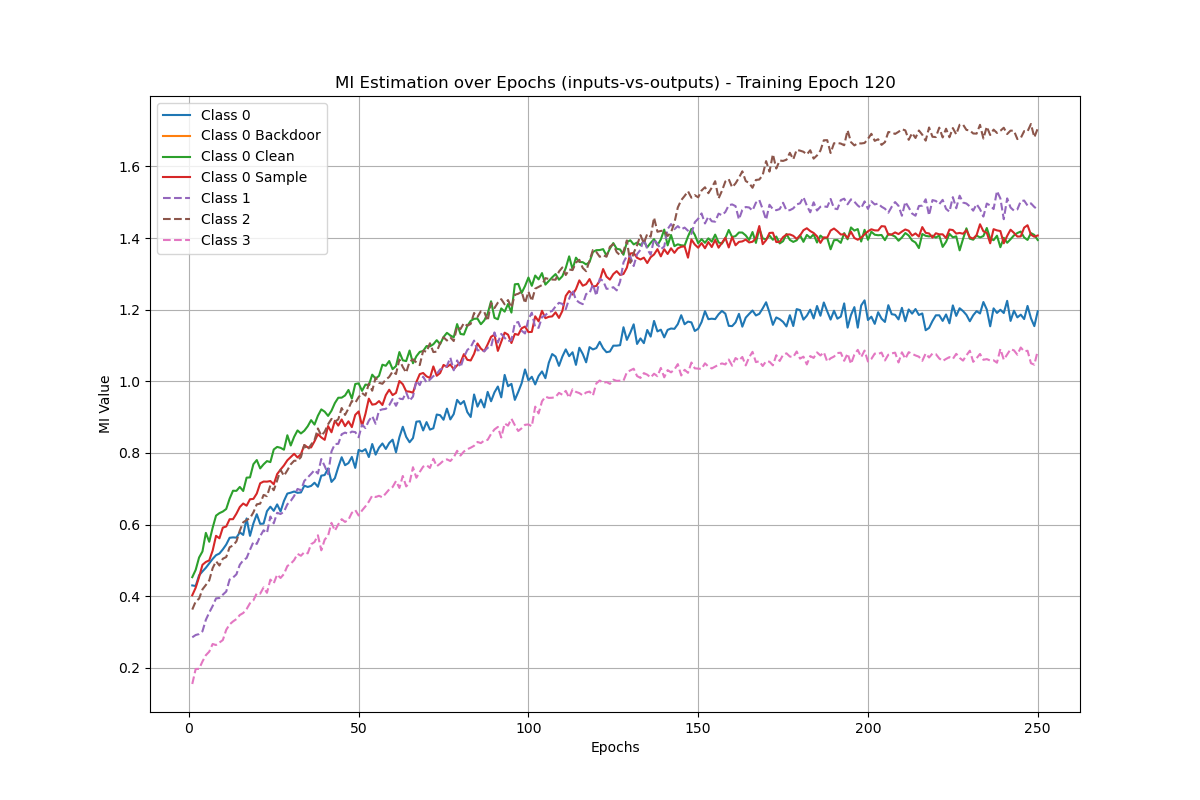 MI Estimation over Epochs (inputs-vs-outputs) - Training Epoch 120
Class 0
Class 0 Backdoor
Class 0 Clean
Class 0 Sample
Class 1
Class 2
Class 3
MI Value
1.6
1.4
1.2
1.0
0.8
0.6
0.4
0.2
0 50 100 150 200 250
Epochs